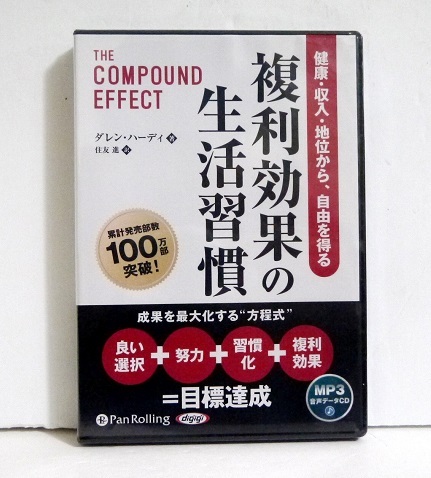 健康・収入・地位から、自由を得る
THE
COMPOUND
EFFECT
複利効果の
生活習慣
ダレン・ハーディ 著
住友 進 訳
累計発売部数
100万部
突破!
成果を最大化する“方程式”
良い
選択
+
努力
+
習慣
化
+
複利
効果
=目標達成
MP3
音声データCD
PanRolling
digigi